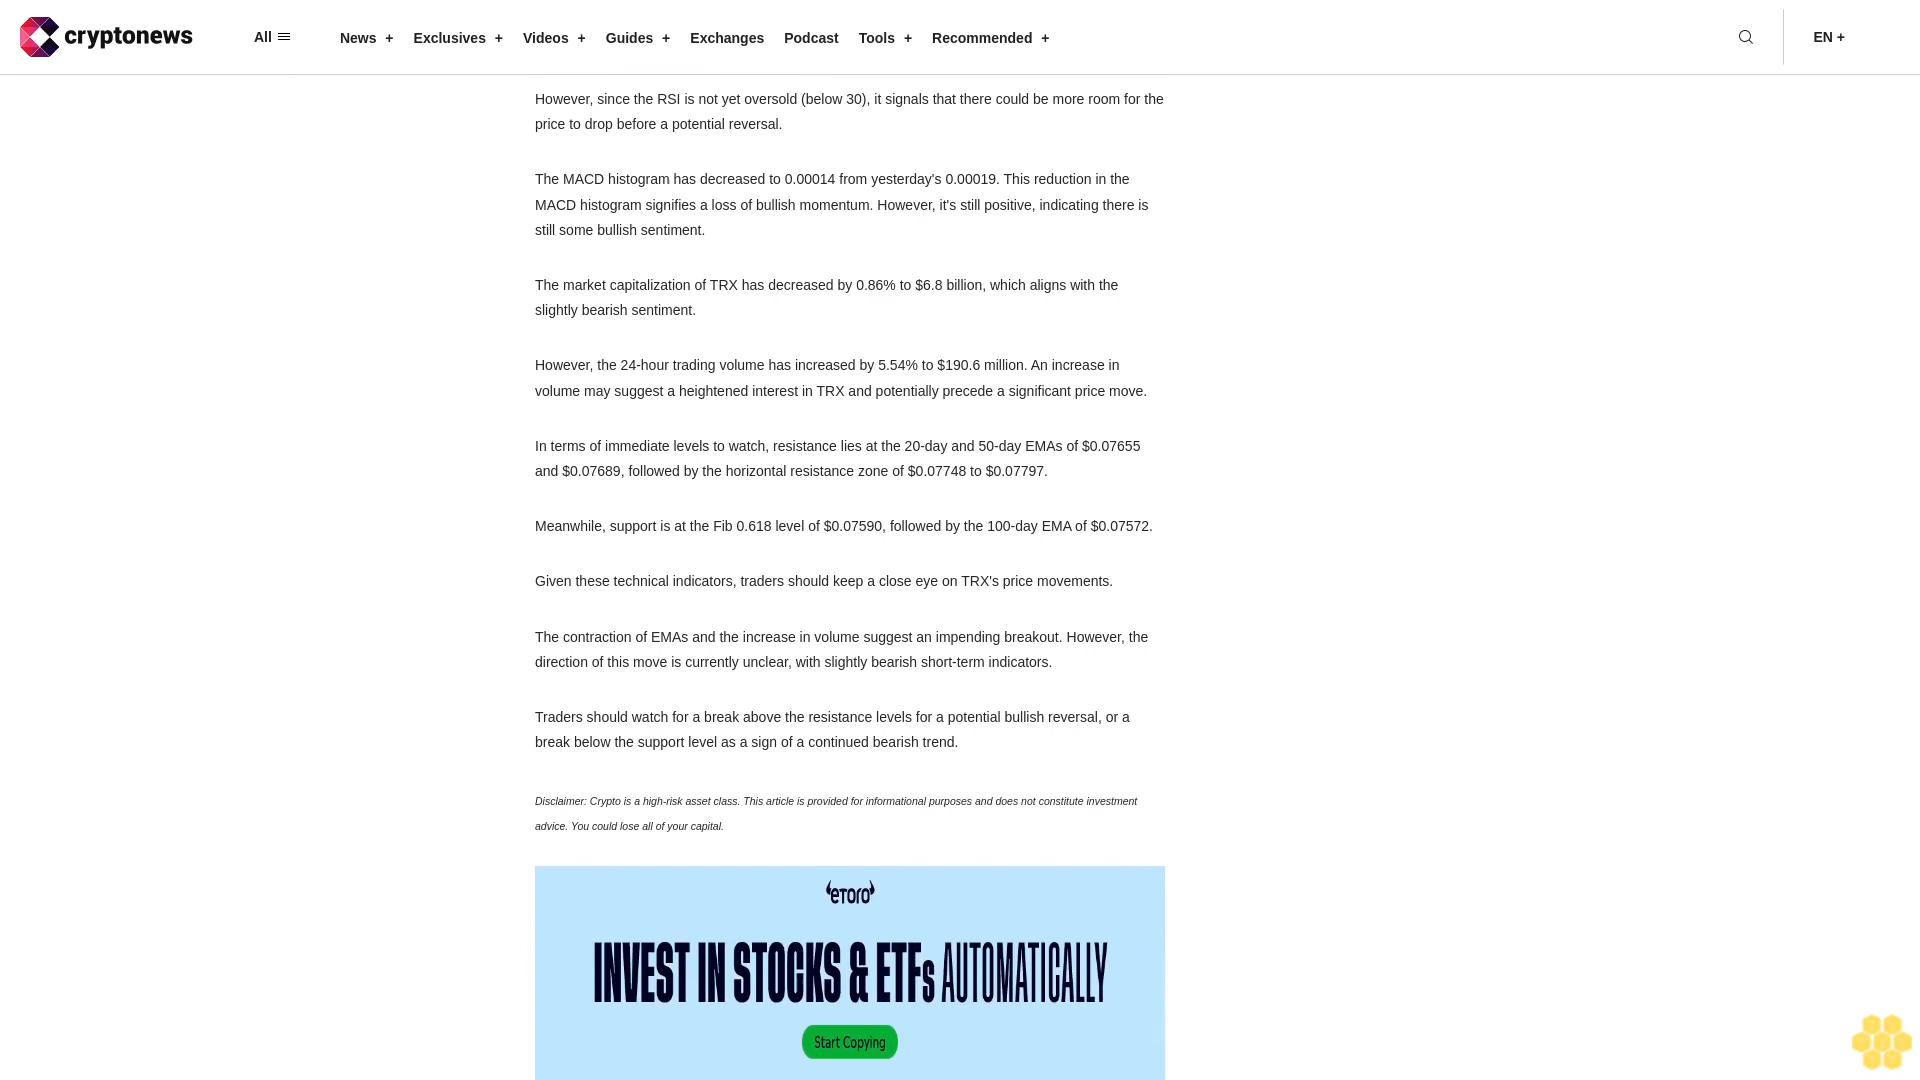 cryptonews
All
News + Exclusives + Videos + Guides + Exchanges Podcast Tools + Recommended +
EN +
However, since the RSI is not yet oversold (below 30), it signals that there could be more room for the
price to drop before a potential reversal.
The MACD histogram has decreased to 0.00014 from yesterday's 0.00019. This reduction in the
MACD histogram signifies a loss of bullish momentum. However, it's still positive, indicating there is
still some bullish sentiment.
The market capitalization of TRX has decreased by 0.86% to $6.8 billion, which aligns with the
slightly bearish sentiment.
However, the 24-hour trading volume has increased by 5.54% to $190.6 million. An increase in
volume may suggest a heightened interest in TRX and potentially precede a significant price move.
In terms of immediate levels to watch, resistance lies at the 20-day and 50-day EMAs of $0.07655
and $0.07689, followed by the horizontal resistance zone of $0.07748 to $0.07797.
Meanwhile, support is at the Fib 0.618 level of $0.07590, followed by the 100-day EMA of $0.07572.
Given these technical indicators, traders should keep a close eye on TRX's price movements.
The contraction of EMAs and the increase in volume suggest an impending breakout. However, the
direction of this move is currently unclear, with slightly bearish short-term indicators.
Traders should watch for a break above the resistance levels for a potential bullish reversal, or a
break below the support level as a sign of a continued bearish trend.
Disclaimer: Crypto is a high-risk asset class. This article is provided for informational purposes and does not constitute investment
advice. You could lose all of your capital.
eToro
INVEST IN STOCKS & ETFs AUTOMATICALLY
Start Copying